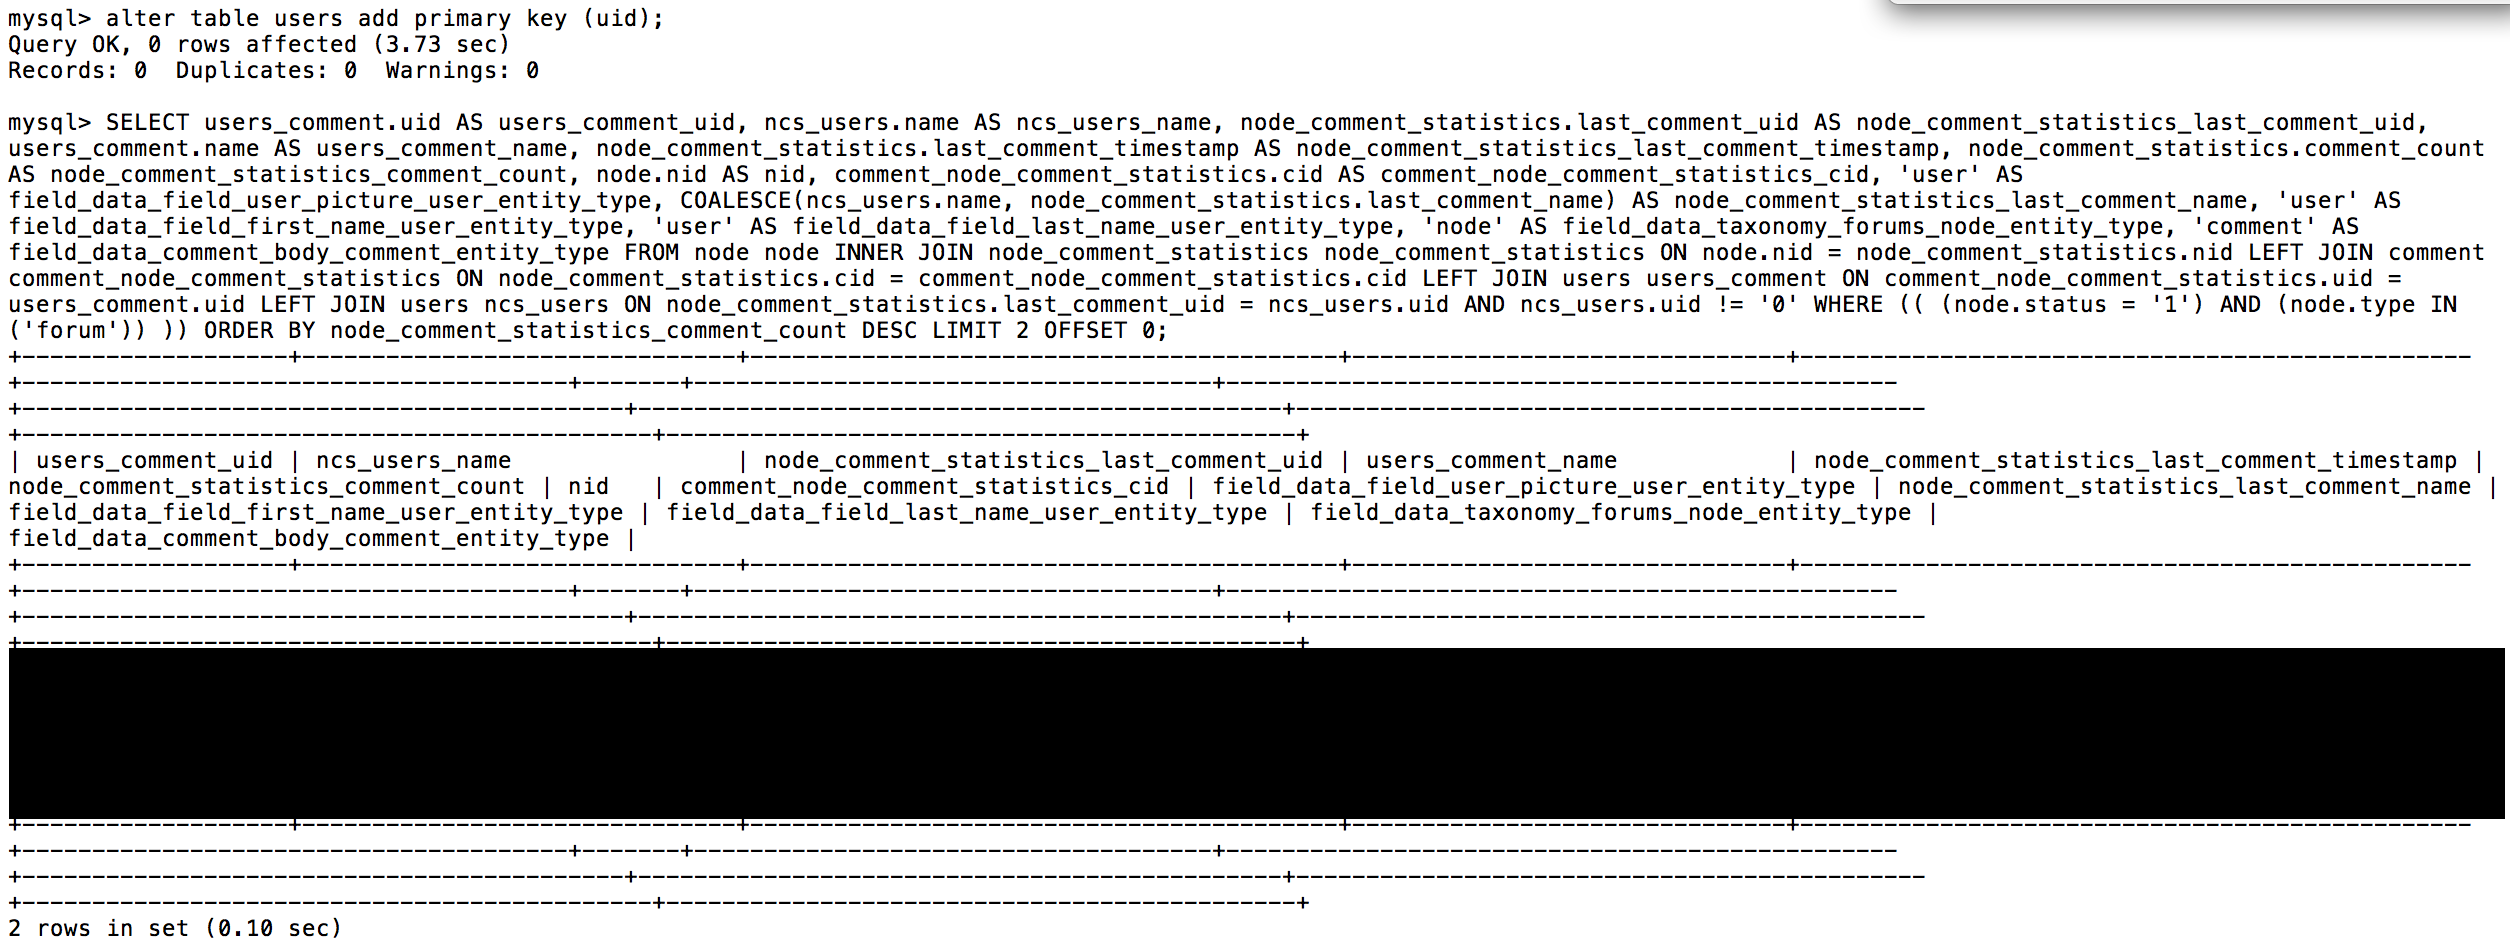 mysql> alter table users add primary key (uid);
Query OK, 0 rows affected (3.73 sec)
Records: 0  Duplicates: 0  Warnings: 0

mysql> SELECT users_comment.uid AS users_comment_uid, ncs_users.name AS ncs_users_name, node_comment_statistics.last_comment_uid AS node_comment_statistics_last_comment_uid,
users_comment.name AS users_comment_name, node_comment_statistics.last_comment_timestamp AS node_comment_statistics_last_comment_timestamp, node_comment_statistics.comment_count
AS node_comment_statistics_comment_count, node.nid AS nid, comment_node_comment_statistics.cid AS comment_node_comment_statistics_cid, 'user' AS
field_data_field_user_picture_user_entity_type, COALESCE(ncs_users.name, node_comment_statistics.last_comment_name) AS node_comment_statistics_last_comment_name, 'user' AS
field_data_field_first_name_user_entity_type, 'user' AS field_data_field_last_name_user_entity_type, 'node' AS field_data_taxonomy_forums_node_entity_type, 'comment' AS
field_data_comment_body_comment_entity_type FROM node node INNER JOIN node_comment_statistics node_comment_statistics ON node.nid = node_comment_statistics.nid LEFT JOIN comment
comment_node_comment_statistics ON node_comment_statistics.cid = comment_node_comment_statistics.cid LEFT JOIN users users_comment ON comment_node_comment_statistics.uid =
users_comment.uid LEFT JOIN users ncs_users ON node_comment_statistics.last_comment_uid = ncs_users.uid AND ncs_users.uid != '0' WHERE (( (node.status = '1') AND (node.type IN
('forum')) )) ORDER BY node_comment_statistics_comment_count DESC LIMIT 2 OFFSET 0;
| users_comment_uid | ncs_users_name | node_comment_statistics_last_comment_uid | users_comment_name | node_comment_statistics_last_comment_timestamp |
node_comment_statistics_comment_count | nid | comment_node_comment_statistics_cid | field_data_field_user_picture_user_entity_type | node_comment_statistics_last_comment_name |
field_data_field_first_name_user_entity_type | field_data_field_last_name_user_entity_type | field_data_taxonomy_forums_node_entity_type |
field_data_comment_body_comment_entity_type |
2 rows in set (0.10 sec)